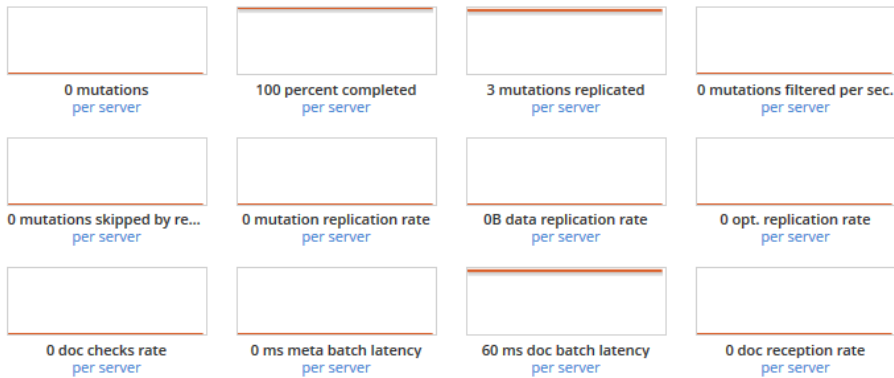 0 mutations
per server
100 percent completed
per server
3 mutations replicated
per server
0 mutations filtered per sec.
per server
0 mutations skipped by re...
per server
0 mutation replication rate
per server
0B data replication rate
per server
0 opt. replication rate
per server
0 doc checks rate
per server
0 ms meta batch latency
per server
60 ms doc batch latency
per server
0 doc reception rate
per server